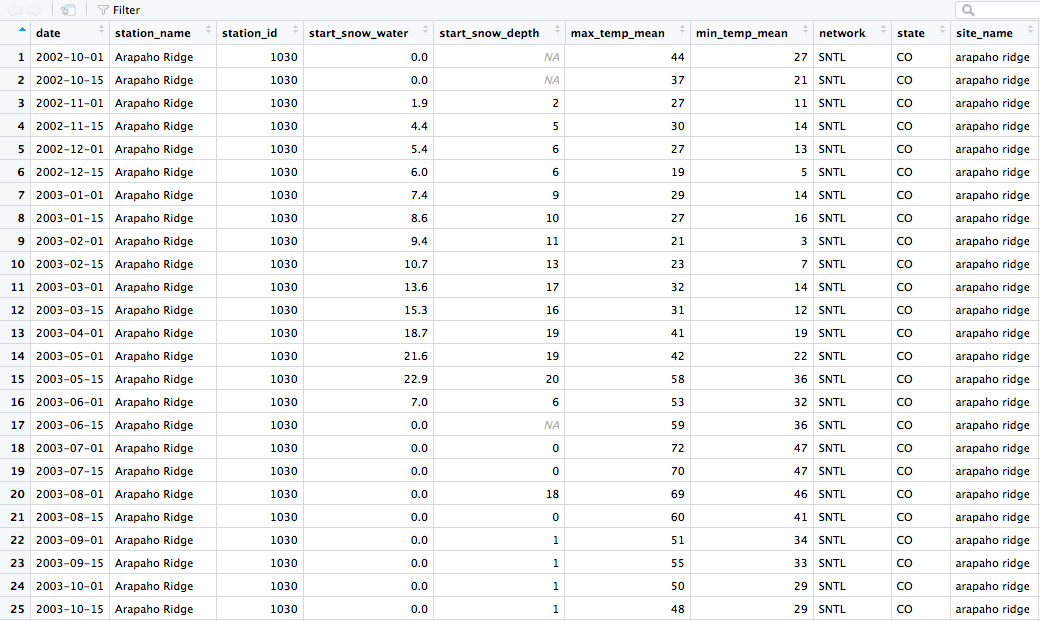 Filter
date station_name station_id start_snow_water start_snow_depth max_temp_mean min_temp_mean network state site_name
1 2002-10-01 Arapaho Ridge 1030 0.0 NA 44 27 SNTL CO arapaho ridge
2 2002-10-15 Arapaho Ridge 1030 0.0 NA 37 21 SNTL CO arapaho ridge
3 2002-11-01 Arapaho Ridge 1030 1.9 2 27 11 SNTL CO arapaho ridge
4 2002-11-15 Arapaho Ridge 1030 4.4 5 30 14 SNTL CO arapaho ridge
5 2002-12-01 Arapaho Ridge 1030 5.4 6 27 13 SNTL CO arapaho ridge
6 2002-12-15 Arapaho Ridge 1030 6.0 6 19 5 SNTL CO arapaho ridge
7 2003-01-01 Arapaho Ridge 1030 7.4 9 29 14 SNTL CO arapaho ridge
8 2003-01-15 Arapaho Ridge 1030 8.6 10 27 16 SNTL CO arapaho ridge
9 2003-02-01 Arapaho Ridge 1030 9.4 11 21 3 SNTL CO arapaho ridge
10 2003-02-15 Arapaho Ridge 1030 10.7 13 23 7 SNTL CO arapaho ridge
11 2003-03-01 Arapaho Ridge 1030 13.6 17 32 14 SNTL CO arapaho ridge
12 2003-03-15 Arapaho Ridge 1030 15.3 16 31 12 SNTL CO arapaho ridge
13 2003-04-01 Arapaho Ridge 1030 18.7 19 41 19 SNTL CO arapaho ridge
14 2003-05-01 Arapaho Ridge 1030 21.6 19 42 22 SNTL CO arapaho ridge
15 2003-05-15 Arapaho Ridge 1030 22.9 20 58 36 SNTL CO arapaho ridge
16 2003-06-01 Arapaho Ridge 1030 7.0 6 53 32 SNTL CO arapaho ridge
17 2003-06-15 Arapaho Ridge 1030 0.0 NA 59 36 SNTL CO arapaho ridge
18 2003-07-01 Arapaho Ridge 1030 0.0 0 72 47 SNTL CO arapaho ridge
19 2003-07-15 Arapaho Ridge 1030 0.0 0 70 47 SNTL CO arapaho ridge
20 2003-08-01 Arapaho Ridge 1030 0.0 18 69 46 SNTL CO arapaho ridge
21 2003-08-15 Arapaho Ridge 1030 0.0 0 60 41 SNTL CO arapaho ridge
22 2003-09-01 Arapaho Ridge 1030 0.0 1 51 34 SNTL CO arapaho ridge
23 2003-09-15 Arapaho Ridge 1030 0.0 1 55 33 SNTL CO arapaho ridge
24 2003-10-01 Arapaho Ridge 1030 0.0 1 50 29 SNTL CO arapaho ridge
25 2003-10-15 Arapaho Ridge 1030 0.0 1 48 29 SNTL CO arapaho ridge